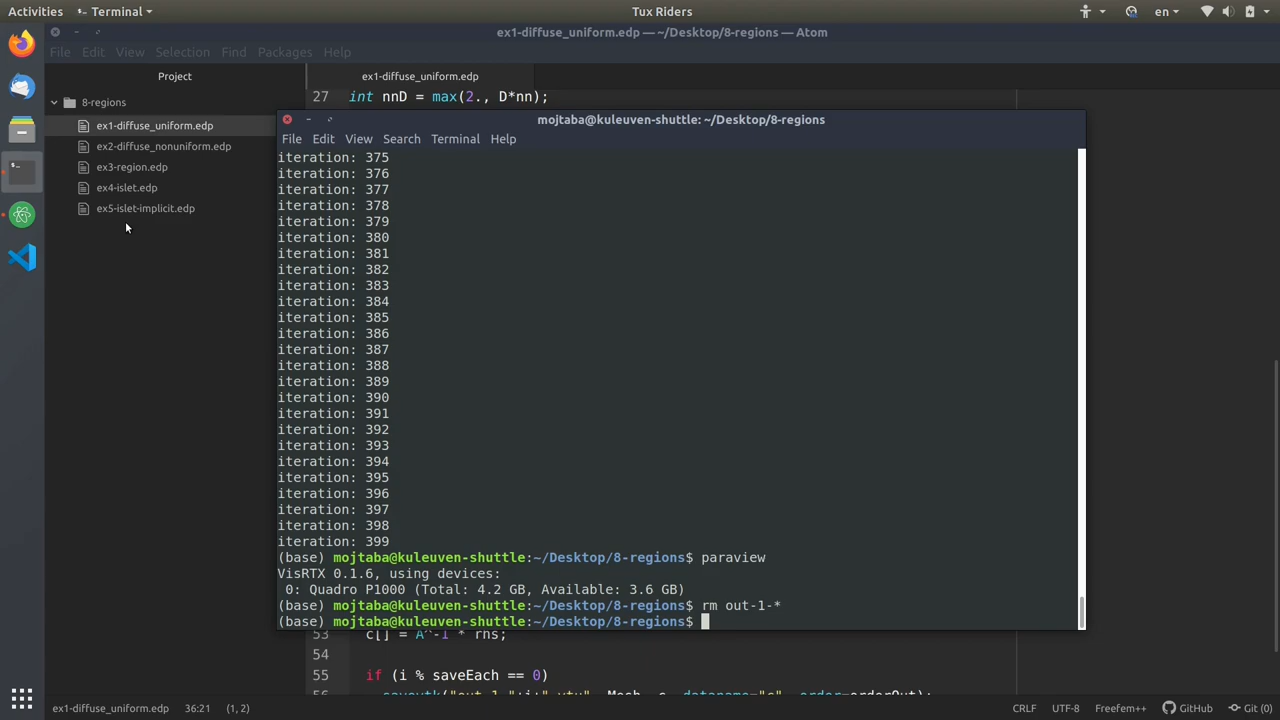 Activities
Terminal
Tux Riders
en
ex1-diffuse_uniform.edp — ~/Desktop/8-regions — Atom
File Edit View Selection Find Packages Help
Project
ex1-diffuse_uniform.edp
8-regions
ex1-diffuse_uniform.edp
ex2-diffuse_nonuniform.edp
ex3-region.edp
ex4-islet.edp
ex5-islet-implicit.edp
27 int nnD = max(2., D*nn);
mojtaba@kuleuven-shuttle: ~/Desktop/8-regions
File Edit View Search Terminal Help
iteration: 375
iteration: 376
iteration: 377
iteration: 378
iteration: 379
iteration: 380
iteration: 381
iteration: 382
iteration: 383
iteration: 384
iteration: 385
iteration: 386
iteration: 387
iteration: 388
iteration: 389
iteration: 390
iteration: 391
iteration: 392
iteration: 393
iteration: 394
iteration: 395
iteration: 396
iteration: 397
iteration: 398
iteration: 399
(base) mojtaba@kuleuven-shuttle:~/Desktop/8-regions$ paraview
VisRTX 0.1.6, using devices:
0: Quadro P1000 (Total: 4.2 GB, Available: 3.6 GB)
(base) mojtaba@kuleuven-shuttle:~/Desktop/8-regions$ rm out-1-*
(base) mojtaba@kuleuven-shuttle:~/Desktop/8-regions$
53 c[] = A^-1 * rhs;
54
55 if (i % saveEach == 0)
ex1-diffuse_uniform.edp 36:21 (1, 2)
CRLF UTF-8 Freefem++ GitHub Git (0)